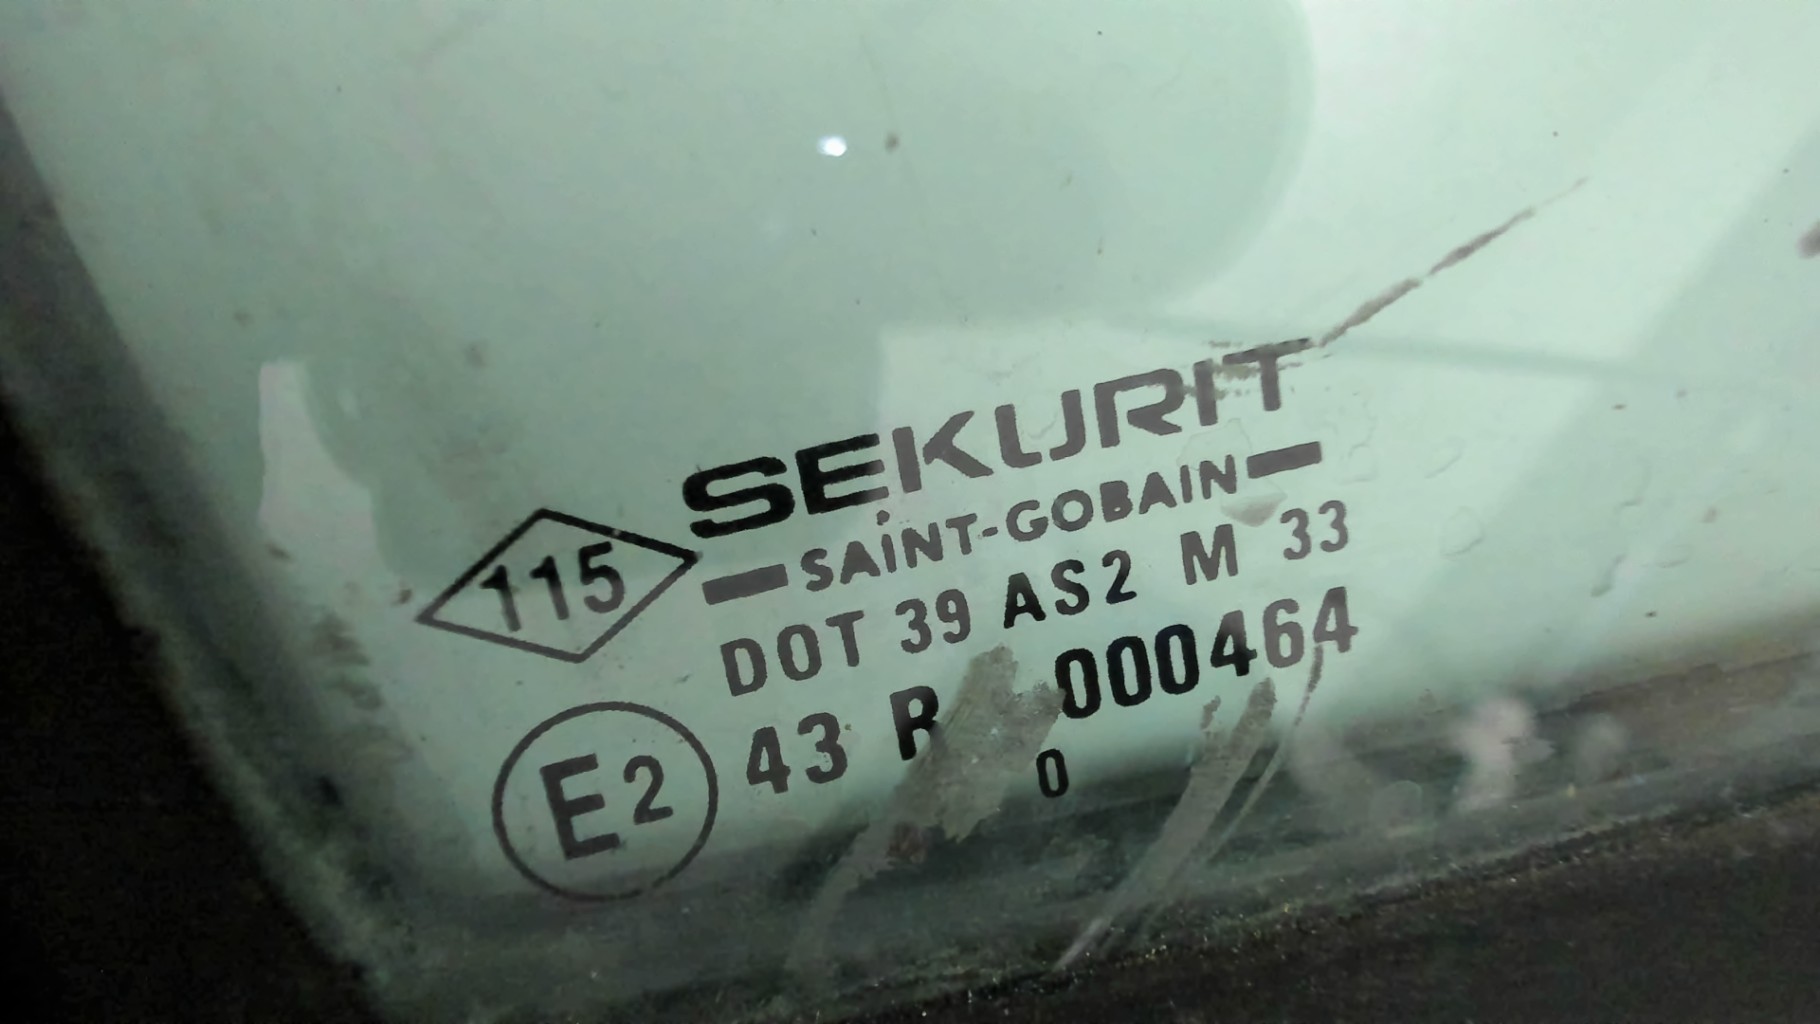 SEKURIT
SAINT-GOBAIN
115
DOT 39 AS2 M 33
E2 43 R 000464
0